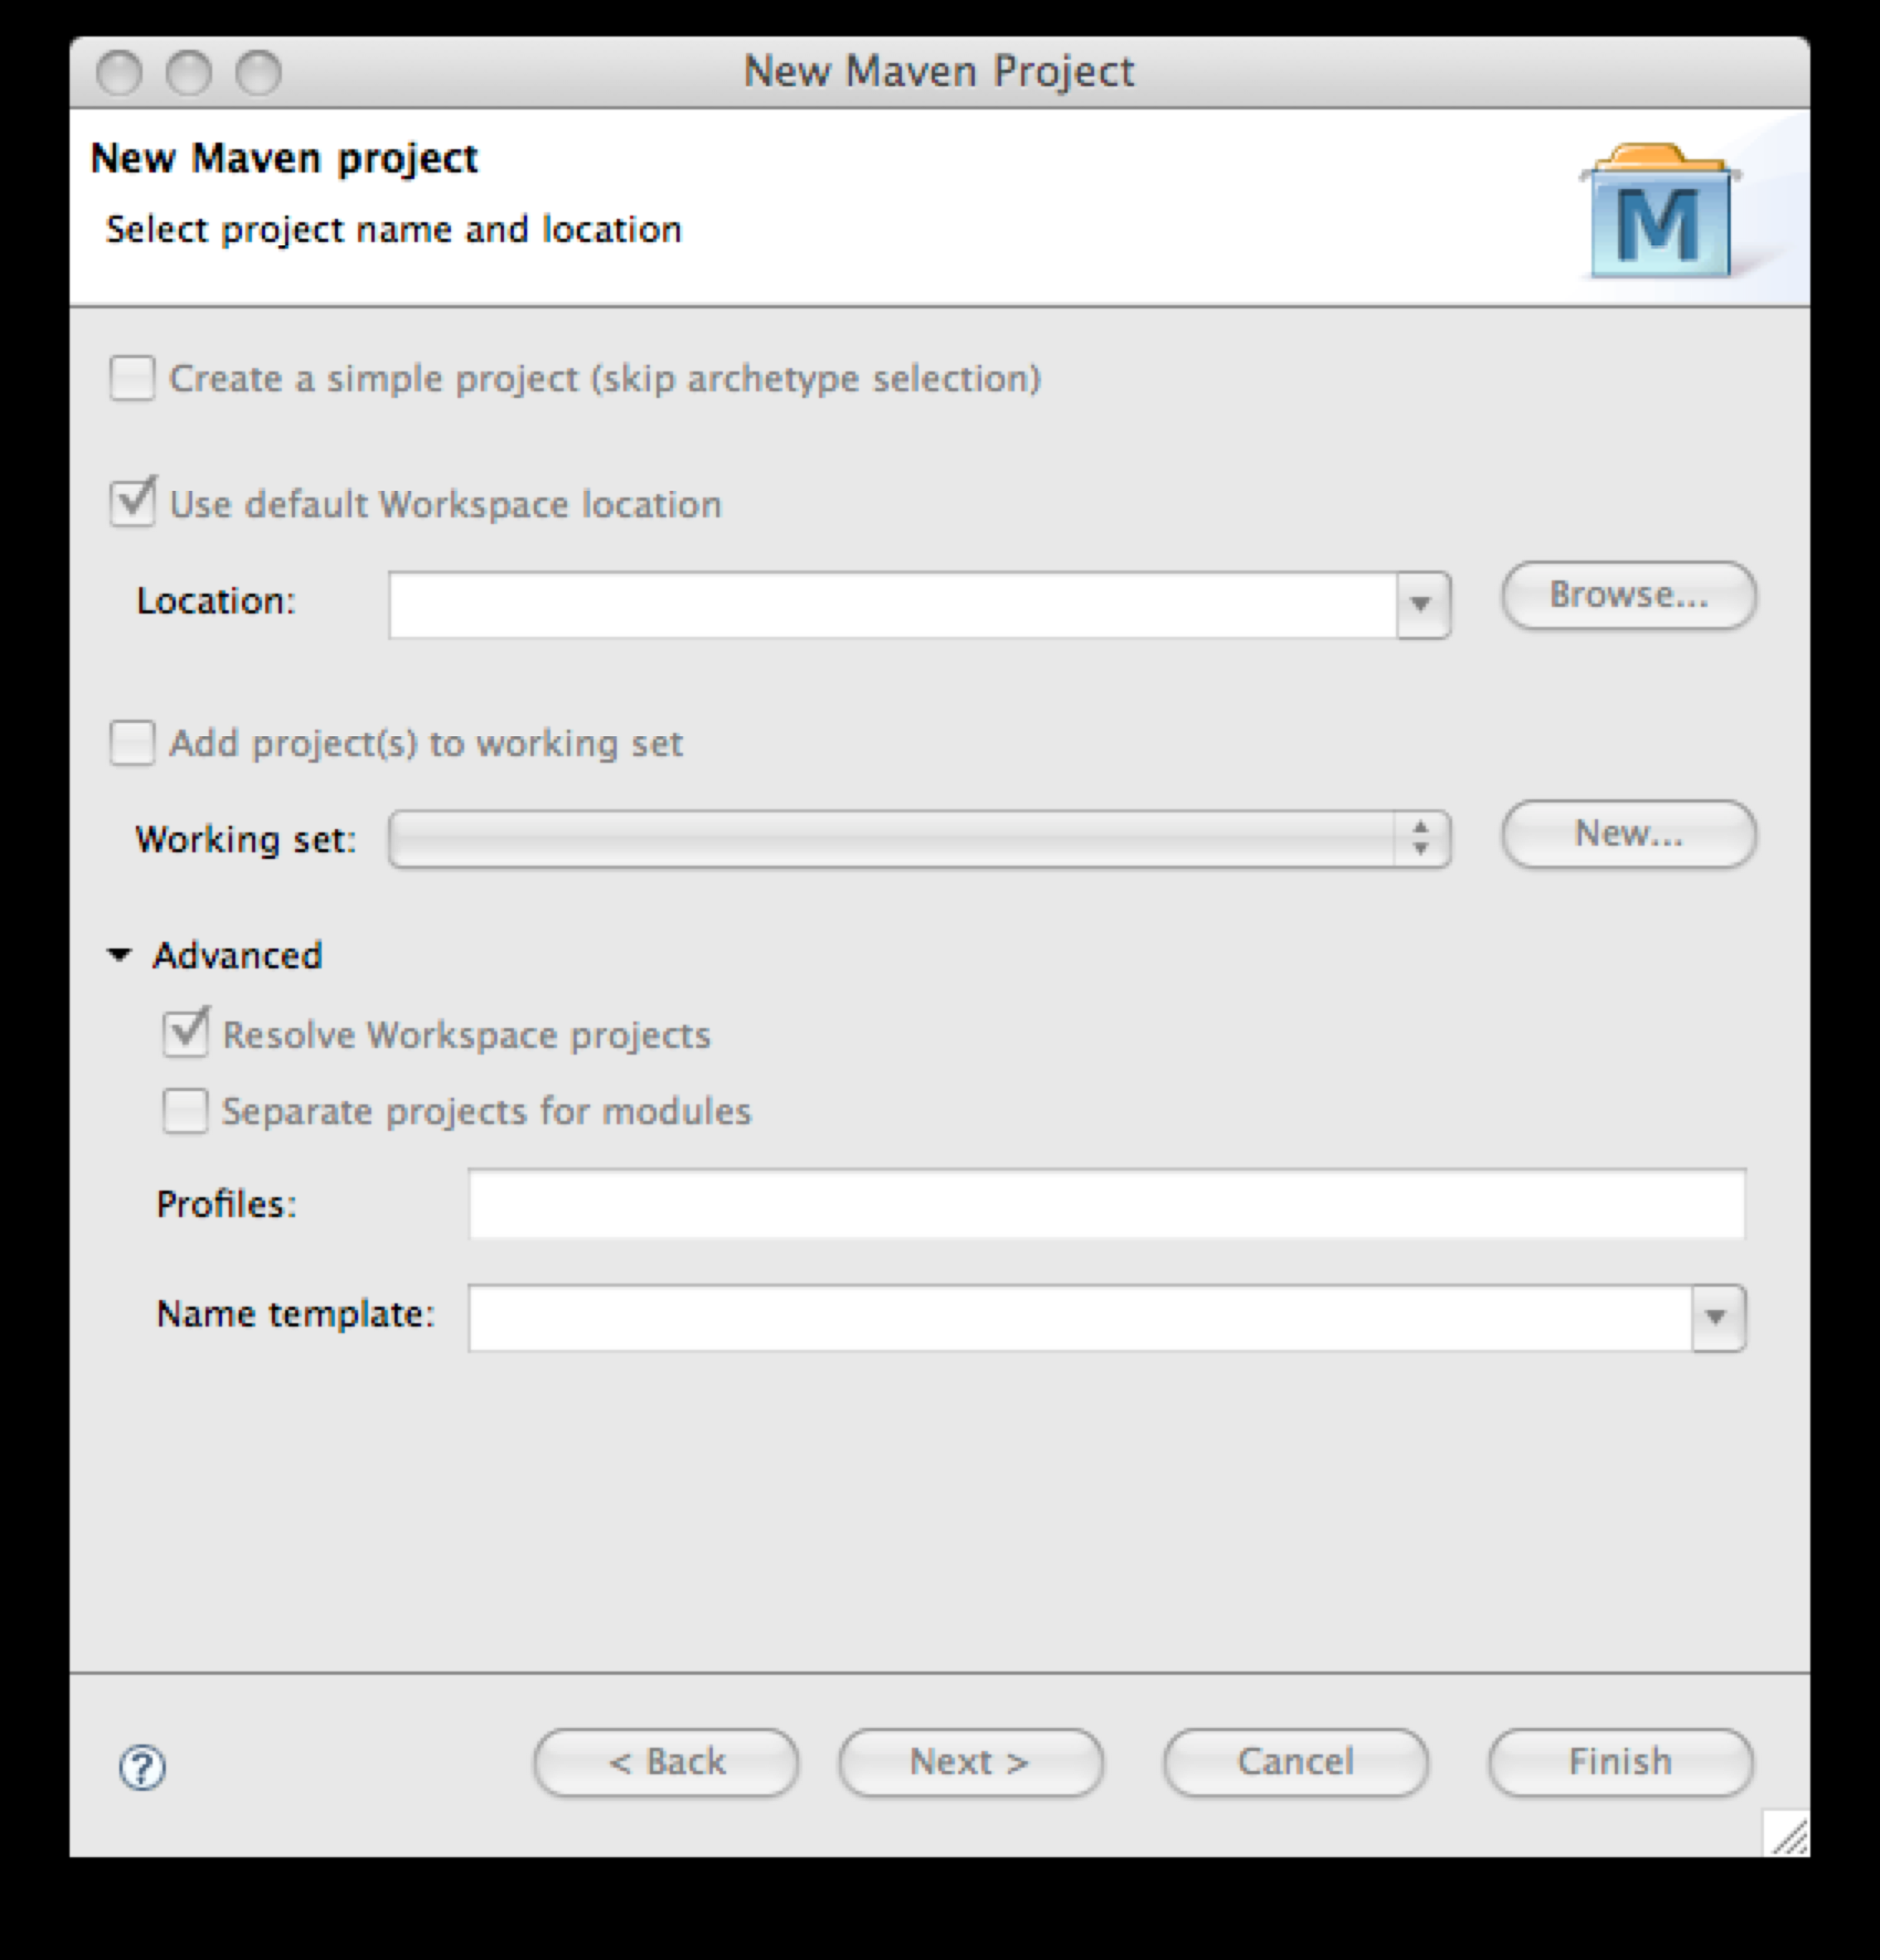 New Maven Project
New Maven project
Select project name and location
M
Create a simple project (skip archetype selection)
Use default Workspace location
Location: Browse...
Add project(s) to working set
Working set: New...
Advanced
Resolve Workspace projects
Separate projects for modules
Profiles:
Name template:
? < Back Next > Cancel Finish